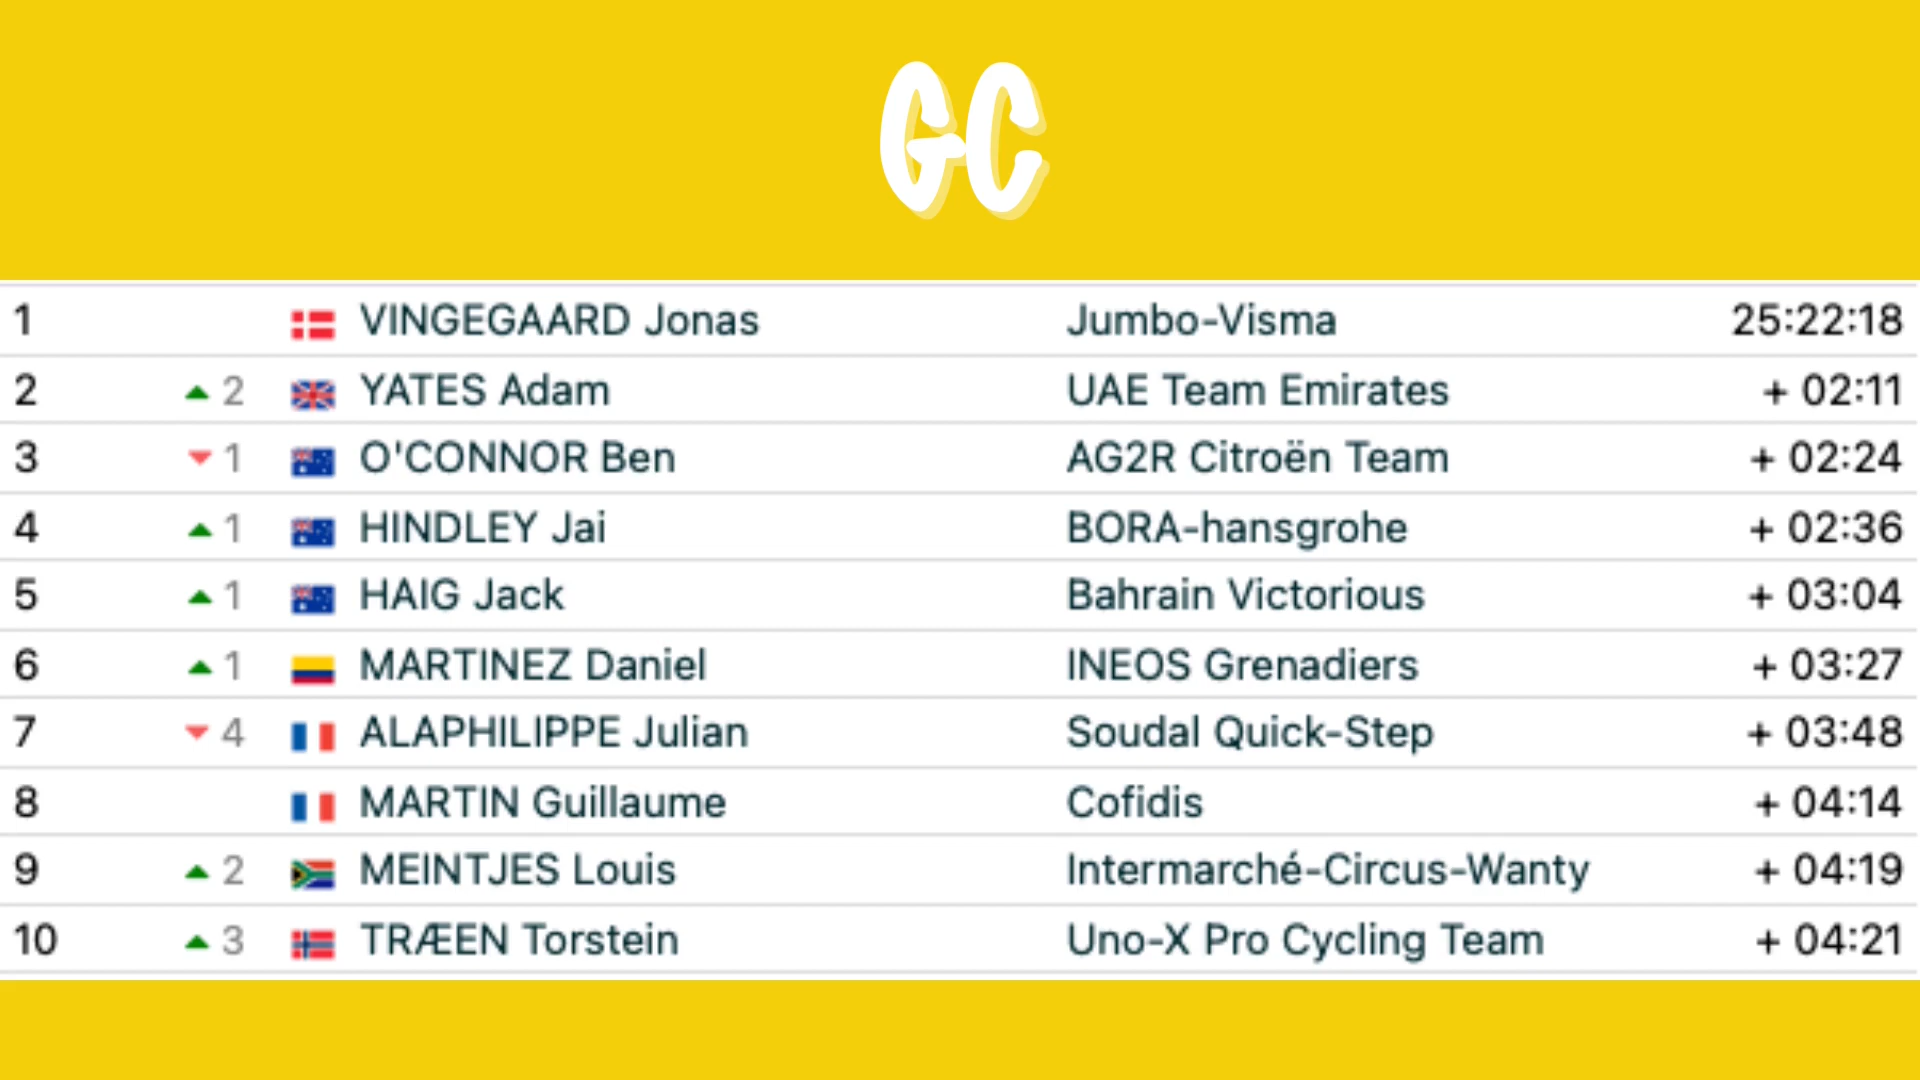 GC
1 VINGEGAARD Jonas Jumbo-Visma 25:22:18
2 ▲ 2 YATES Adam UAE Team Emirates + 02:11
3 ▼ 1 O'CONNOR Ben AG2R Citroën Team + 02:24
4 ▲ 1 HINDLEY Jai BORA-hansgrohe + 02:36
5 ▲ 1 HAIG Jack Bahrain Victorious + 03:04
6 ▲ 1 MARTINEZ Daniel INEOS Grenadiers + 03:27
7 ▼ 4 ALAPHILIPPE Julian Soudal Quick-Step + 03:48
8 MARTIN Guillaume Cofidis + 04:14
9 ▲ 2 MEINTJES Louis Intermarché-Circus-Wanty + 04:19
10 ▲ 3 TRÆEN Torstein Uno-X Pro Cycling Team + 04:21